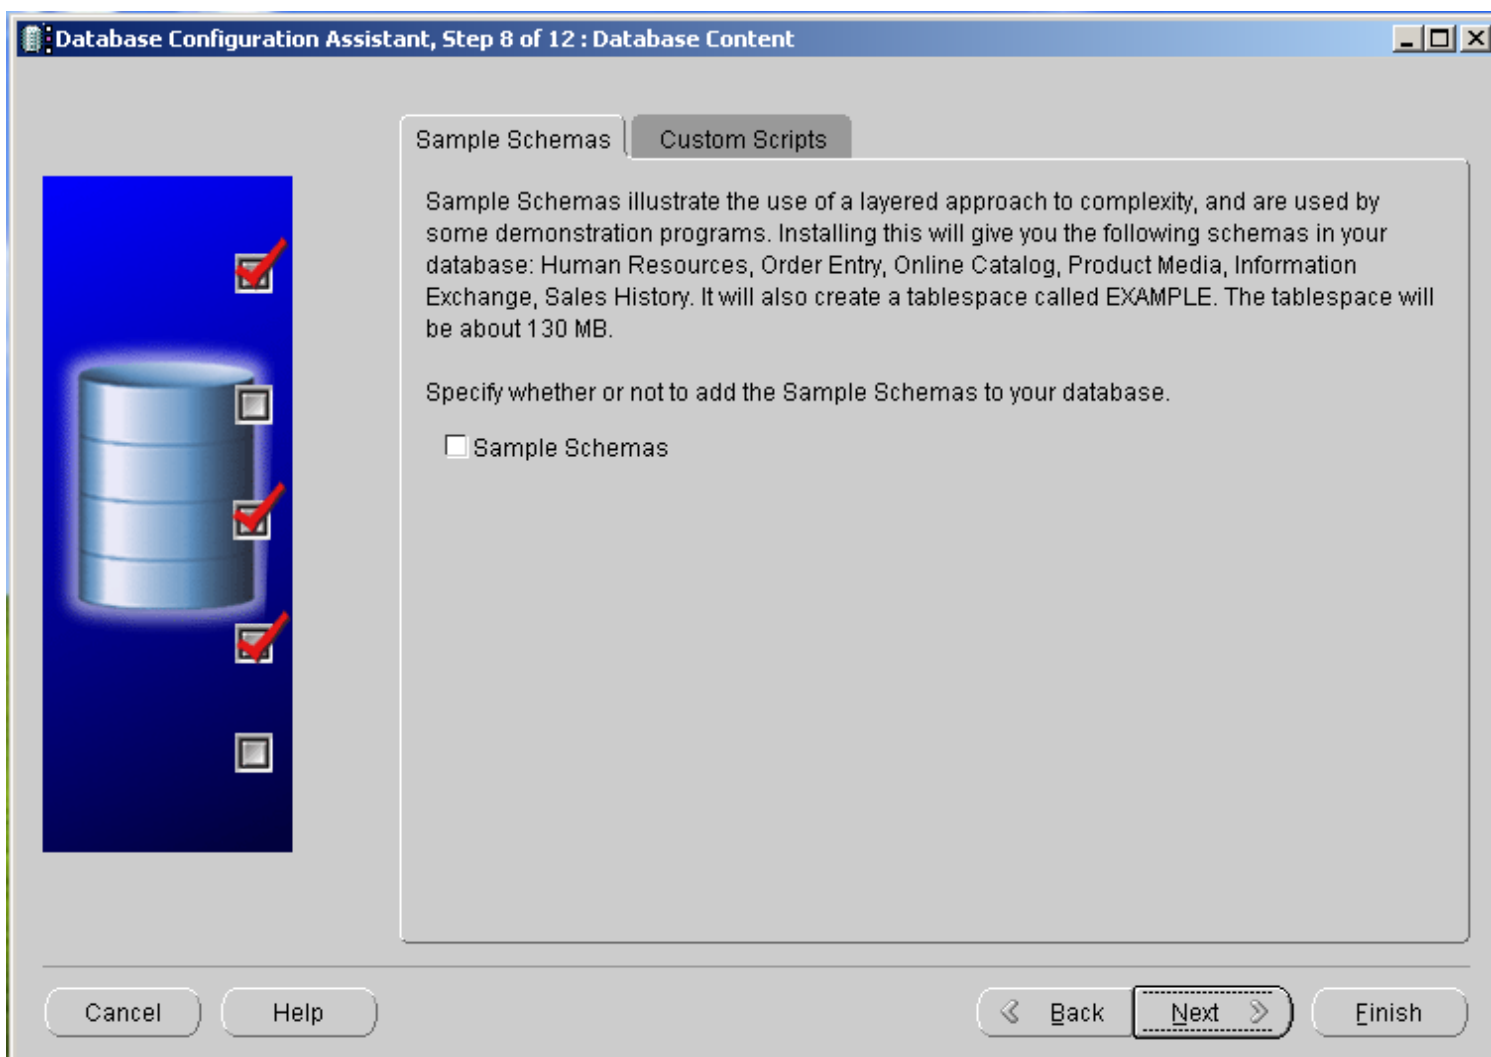 Database Configuration Assistant, Step 8 of 12 : Database Content
Sample Schemas
Custom Scripts
Sample Schemas illustrate the use of a layered approach to complexity, and are used by
some demonstration programs. Installing this will give you the following schemas in your
database: Human Resources, Order Entry, Online Catalog, Product Media, Information
Exchange, Sales History. It will also create a tablespace called EXAMPLE. The tablespace will
be about 130 MB.
Specify whether or not to add the Sample Schemas to your database.
Sample Schemas
Cancel
Help
Back
Next
Finish